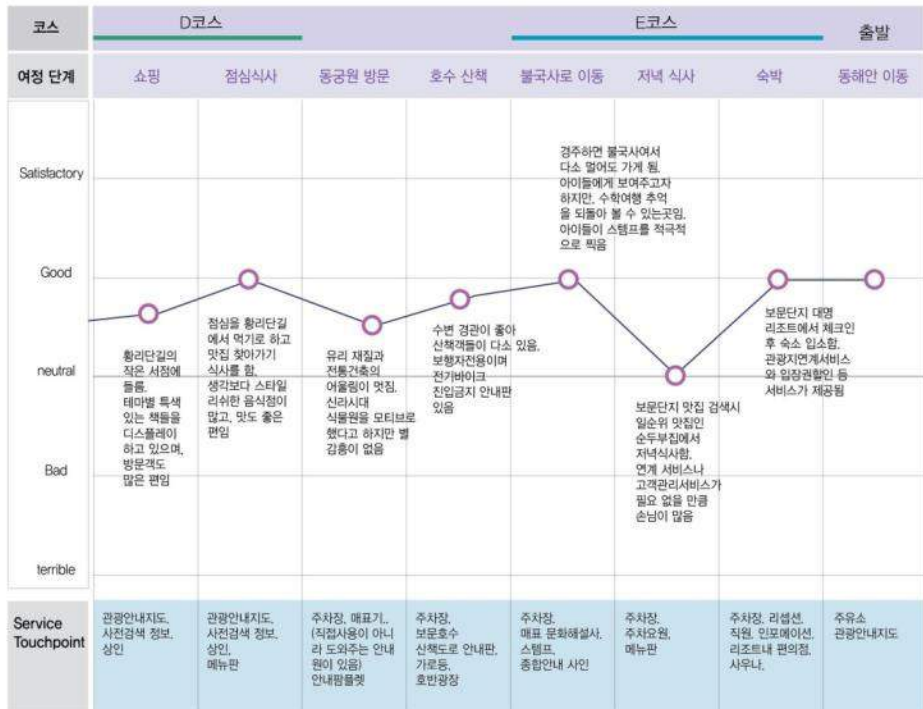 코스
D코스
E코스
출발
여정 단계
쇼핑
점심식사
동궁원 방문
호수 산책
불국사로 이동
저녁 식사
숙박
동해안 이동
Satisfactory
Good
neutral
Bad
terrible
황리단길의
작은 서점에
들름.
테마별 특색
있는 책들을
디스플레이
하고 있으며,
방문객도
많은 편임
점심을 황리단길
에서 먹기로 하고
맛집 찾아가기
식사를 함.
생각보다 스타일
리쉬한 음식점이
많고, 맛도 좋은
편임
유리 재질과
전통건축의
어울림이 멋짐.
신라시대
식물원을 모티브로
했다고 하지만 별
감흥이 없음
수변 경관이 좋아
산책객들이 다소 있음.
보행자전용이며
전기바이크
진입금지 안내판
있음
경주하면 불국사여서
다소 멀어도 가게 됨.
아이들에게 보여주고자
하지만, 수학여행 추억
을 되돌아 볼 수 있는곳임.
아이들이 스템프를 적극적
으로 찍음
보문단지 맛집 검색시
일순위 맛집인
순두부집에서
저녁식사함.
연계 서비스나
고객관리서비스가
필요 없을 만큼
손님이 많음
보문단지 대명
리조트에서 체크인
후 숙소 입소함.
관광지연계서비스
와 입장권할인 등
서비스가 제공됨
Service
Touchpoint
관광안내지도,
사전검색 정보,
상인
관광안내지도,
사전검색 정보,
상인,
메뉴판
주차장, 매표기,,
(직접사용이 아니
라 도와주는 안내
원이 있음)
안내팜플렛
주차장,
보문호수
산책도로 안내판,
가로등,
호반광장
주차장,
매표 문화해설사,
스템프,
종합안내 사인
주차장,
주차요원,
메뉴판
주차장, 리셉션,
직원, 인포메이션,
리조트내 편의점,
사우나,
주유소
관광안내지도